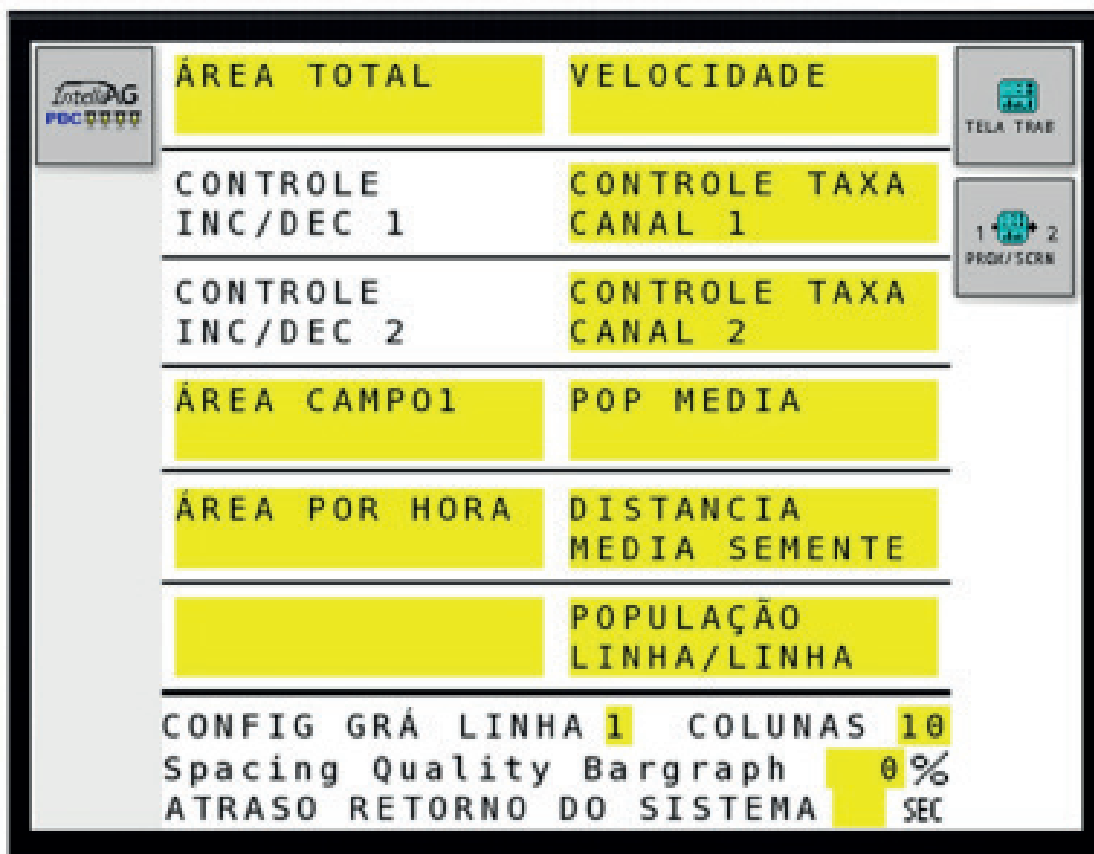 IntelliAG
PDC
ÁREA TOTAL
VELOCIDADE
TELA TRAB
CONTROLE
INC/DEC 1
CONTROLE TAXA
CANAL 1
1 2
PROX/SCRN
CONTROLE
INC/DEC 2
CONTROLE TAXA
CANAL 2
ÁREA CAMPO1
POP MEDIA
ÁREA POR HORA
DISTANCIA
MEDIA SEMENTE
POPULAÇÃO
LINHA/LINHA
CONFIG GRÁ LINHA 1 COLUNAS 10
Spacing Quality Bargraph 0 %
ATRASO RETORNO DO SISTEMA SEC